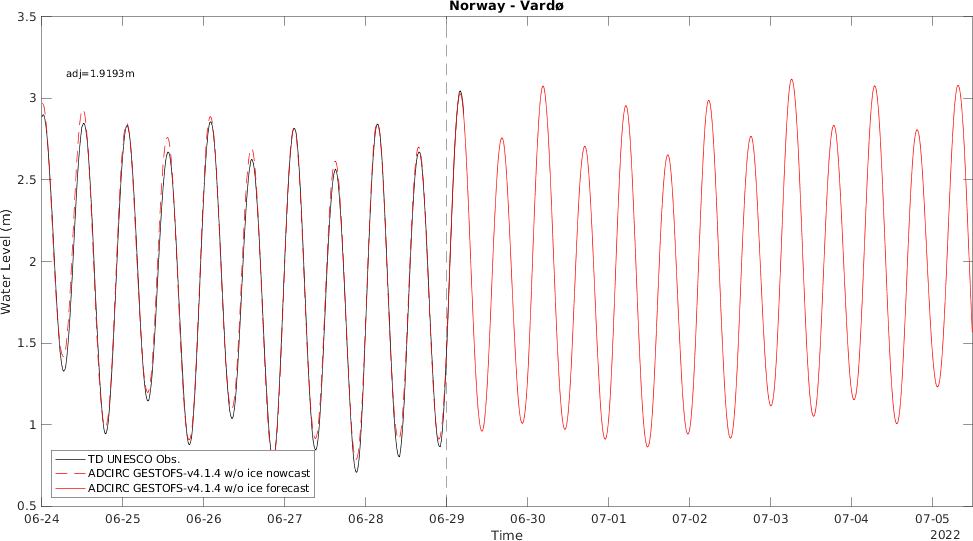 Norway - Vardø
3.5
adj=1.9193m
3
2.5
Water Level (m)
2
1.5
1
TD UNESCO Obs.
ADCIRC GESTOFS-v4.1.4 w/o ice nowcast
ADCIRC GESTOFS-v4.1.4 w/o ice forecast
0.5
06-24 06-25 06-26 06-27 06-28 06-29 06-30 07-01 07-02 07-03 07-04 07-05
Time 2022